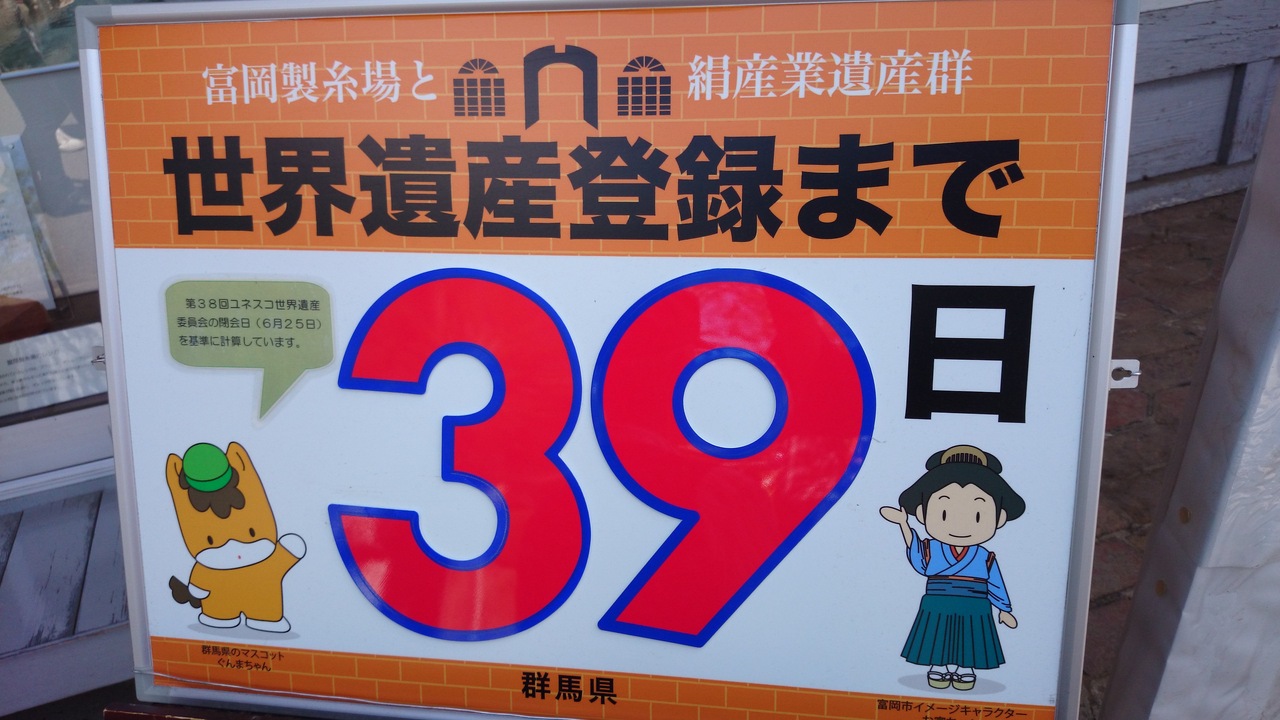 富岡製糸場と 絹産業遺産群
世界遺産登録まで
第38回ユネスコ世界遺産
委員会の閉会日(6月25日)
を基準に計算しています。
39日
群馬県のマスコット
ぐんまちゃん
群馬県
富岡市イメージキャラクター